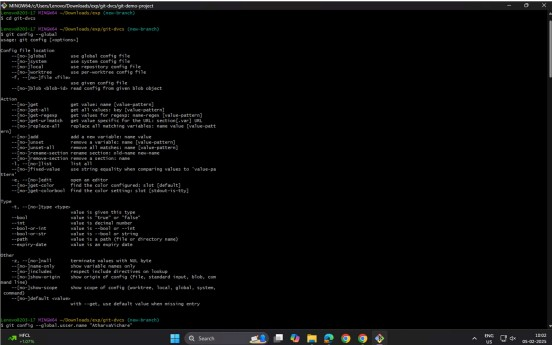 MINGW64:/c/Users/Lenovo/Downloads/exp/git-dvcs/git-demo-project
Lenovo@2K91-17 MINGW64 ~/Downloads/exp (new-branch)
$ cd git-dvcs
Lenovo@2K91-17 MINGW64 ~/Downloads/exp/git-dvcs (new-branch)
$ git config --global
usage: git config [<options>]
Config file location
--[no-]global use global config file
--[no-]system use system config file
--[no-]local use repository config file
--[no-]worktree use per-worktree config file
-f, --[no-]file <file>
use given config file
--[no-]blob <blob-id> read config from given blob object
Action
--[no-]get get value: name [value-pattern]
--[no-]get-all get all values: key [value-pattern]
--[no-]get-regexp get values for regexp: name-regex [value-pattern]
--[no-]get-urlmatch get value specific for the URL: section[.var] URL
--[no-]replace-all replace all matching variables: name value [value-patt
ern]
--[no-]add add a new variable: name value
--[no-]unset remove a variable: name [value-pattern]
--[no-]unset-all remove all matches: name [value-pattern]
--[no-]rename-section rename section: old-name new-name
--[no-]remove-section remove a section: name
-l, --[no-]list list all
--[no-]fixed-value use string equality when comparing values to 'value-pa
ttern'
-e, --[no-]edit open an editor
--[no-]get-color find the color configured: slot [default]
--[no-]get-colorbool find the color setting: slot [stdout-is-tty]
Type
-t, --[no-]type <type>
value is given this type
--bool value is "true" or "false"
--int value is decimal number
--bool-or-int value is --bool or --int
--bool-or-str value is --bool or string
--path value is a path (file or directory name)
--expiry-date value is an expiry date
Other
-z, --[no-]null terminate values with NUL byte
--[no-]name-only show variable names only
--[no-]includes respect include directives on lookup
--[no-]show-origin show origin of config (file, standard input, blob, com
mand line)
--[no-]show-scope show scope of config (worktree, local, global, system,
command)
--[no-]default <value>
with --get, use default value when missing entry
MINGW64 ~/Downloads/exp/git-dvcs (new-branch)
$ git config --global.user.name
HFCL
+1.07%
Search
ENG
US
10:02
05-02-2025